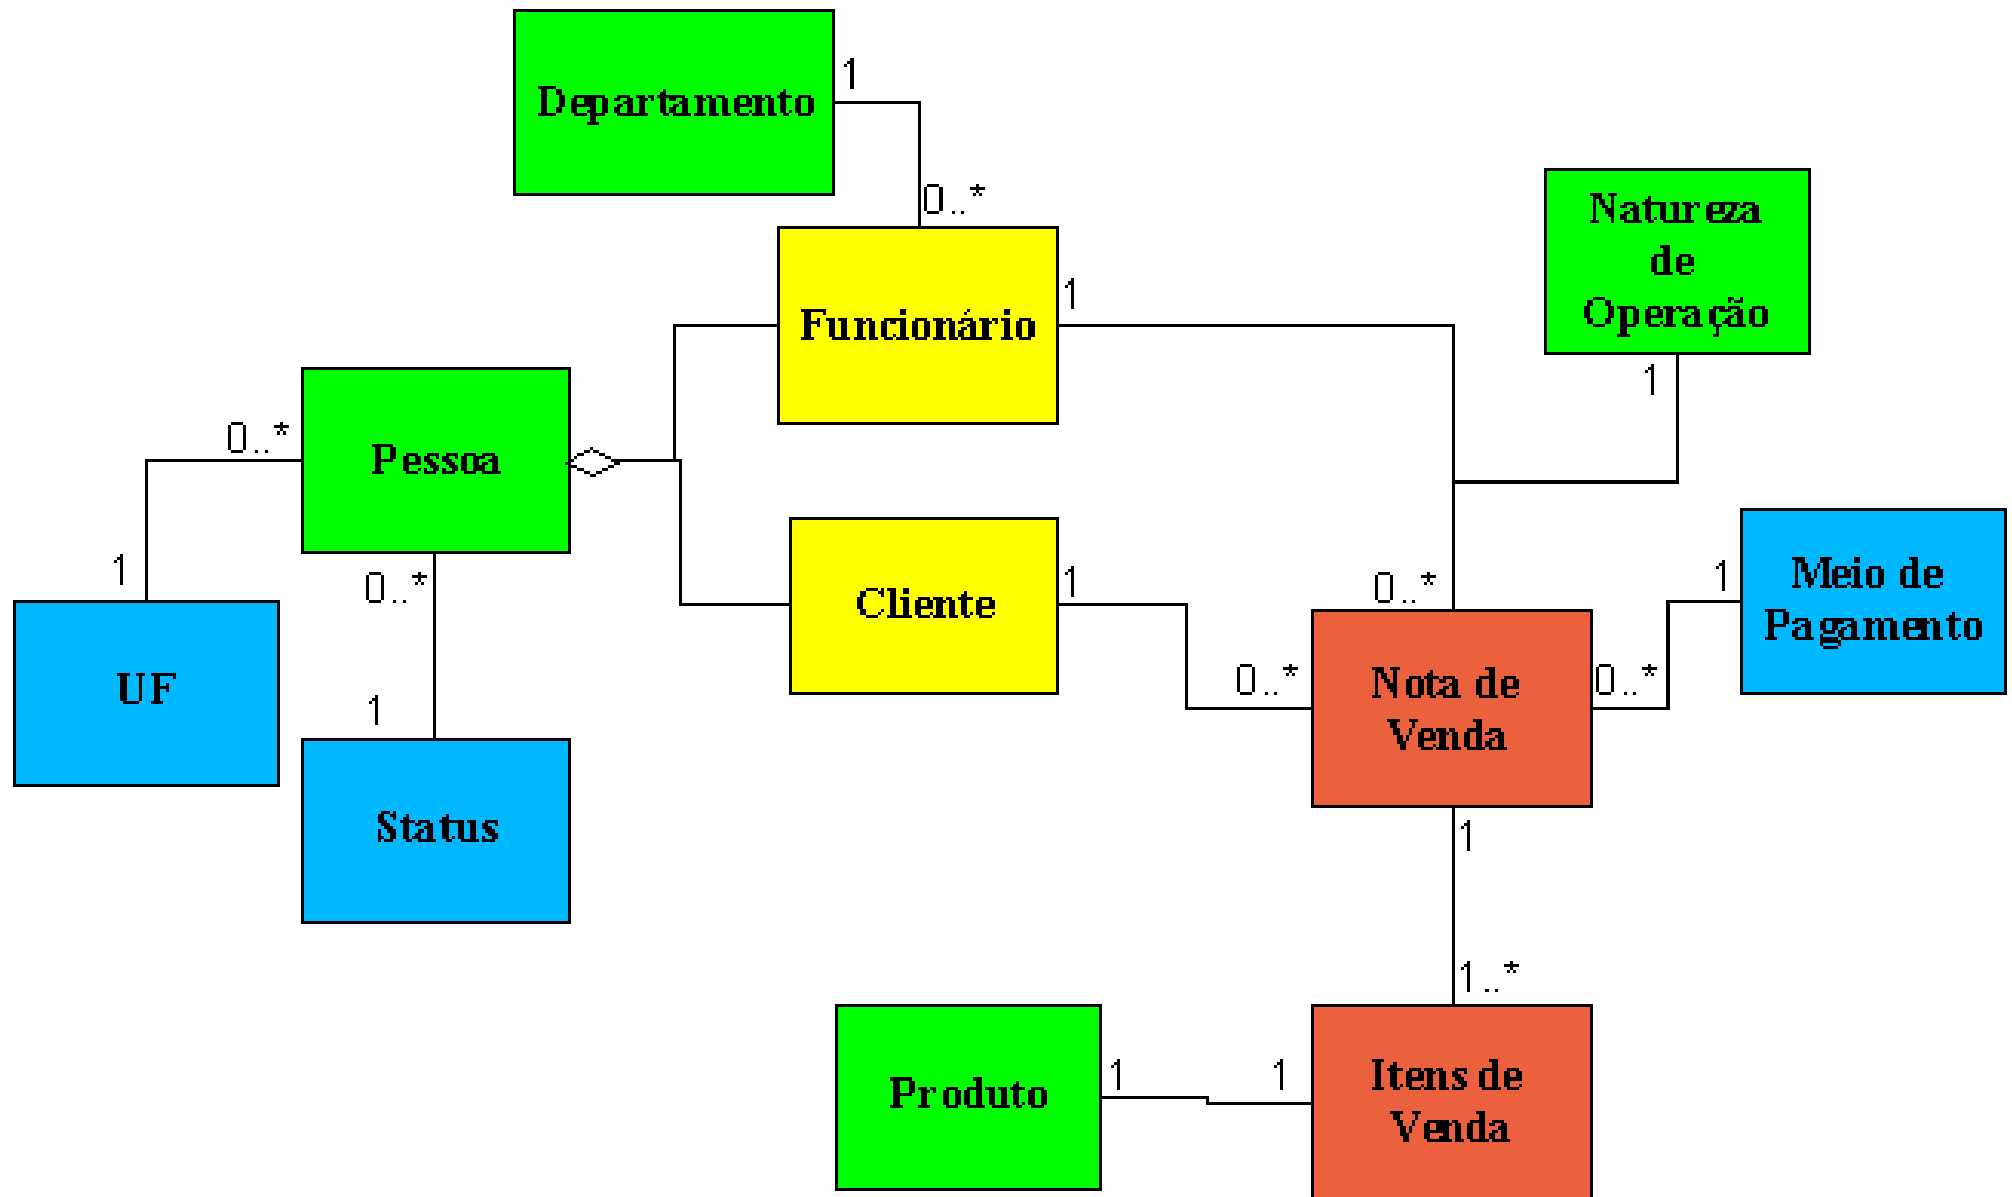 Departamento
1
0..*
Natureza
de
Operação
1
Funcionário
1
Pessoa
0..*
1
0..*
1
UF
Status
Cliente
1
0..*
0..*
Nota de
Venda
0..*
1
Meio de
Pagamento
1
1..*
Produto
1
1
Itens de
Venda